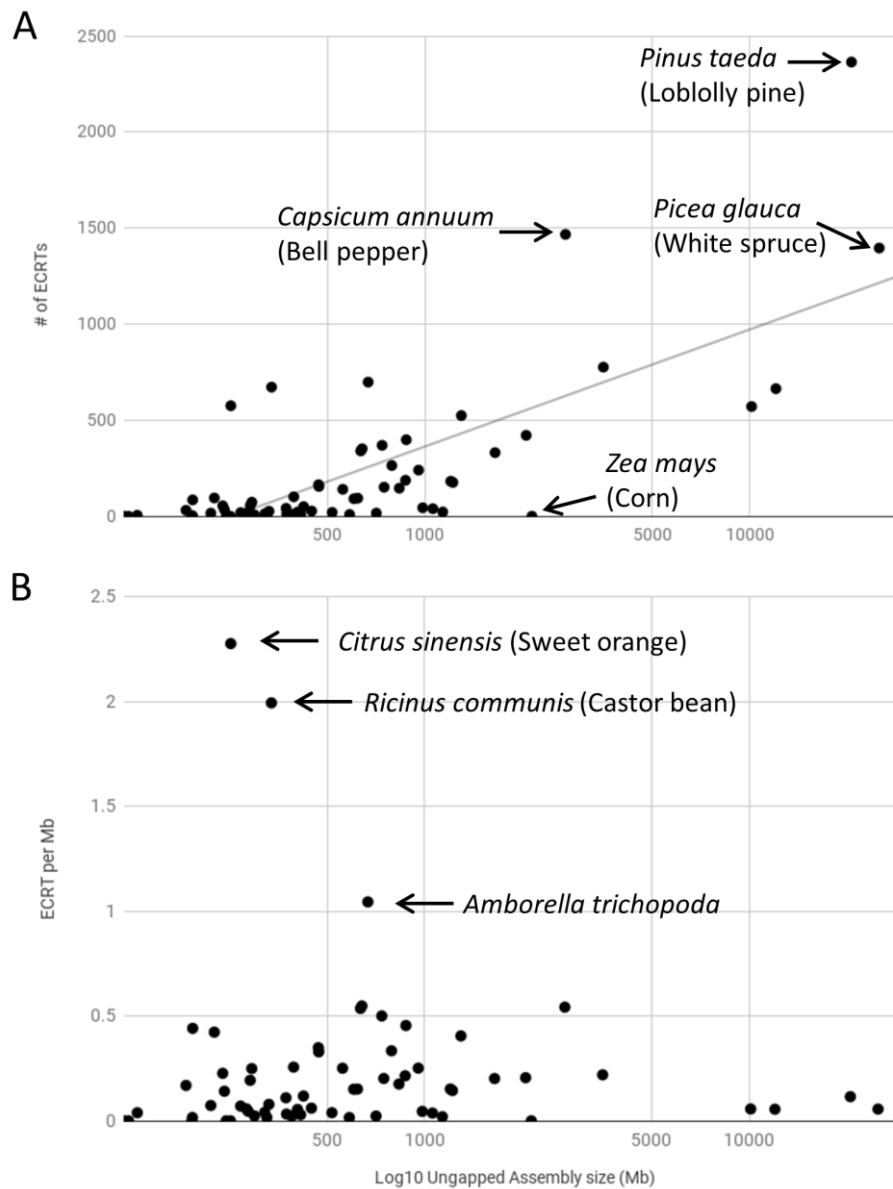 A
2500
2000
1500
1000
500
0
# of ECRTs
Pinus taeda
(Loblolly pine)
Capsicum annuum
(Bell pepper)
Picea glauca
(White spruce)
Zea mays
(Corn)
500
1000
5000
10000
B
2.5
2
1.5
1
0.5
0
ECRT per Mb
Citrus sinensis (Sweet orange)
Ricinus communis (Castor bean)
Amborella trichopoda
500
1000
5000
10000
Log10 Ungapped Assembly size (Mb)